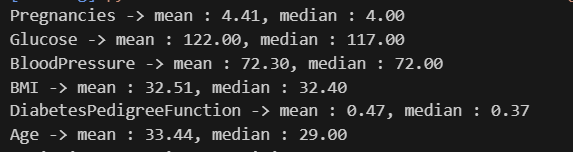 Pregnancies -> mean : 4.41, median : 4.00
Glucose -> mean : 122.00, median : 117.00
BloodPressure -> mean : 72.30, median : 72.00
BMI -> mean : 32.51, median : 32.40
DiabetesPedigreeFunction -> mean : 0.47, median : 0.37
Age -> mean : 33.44, median : 29.00